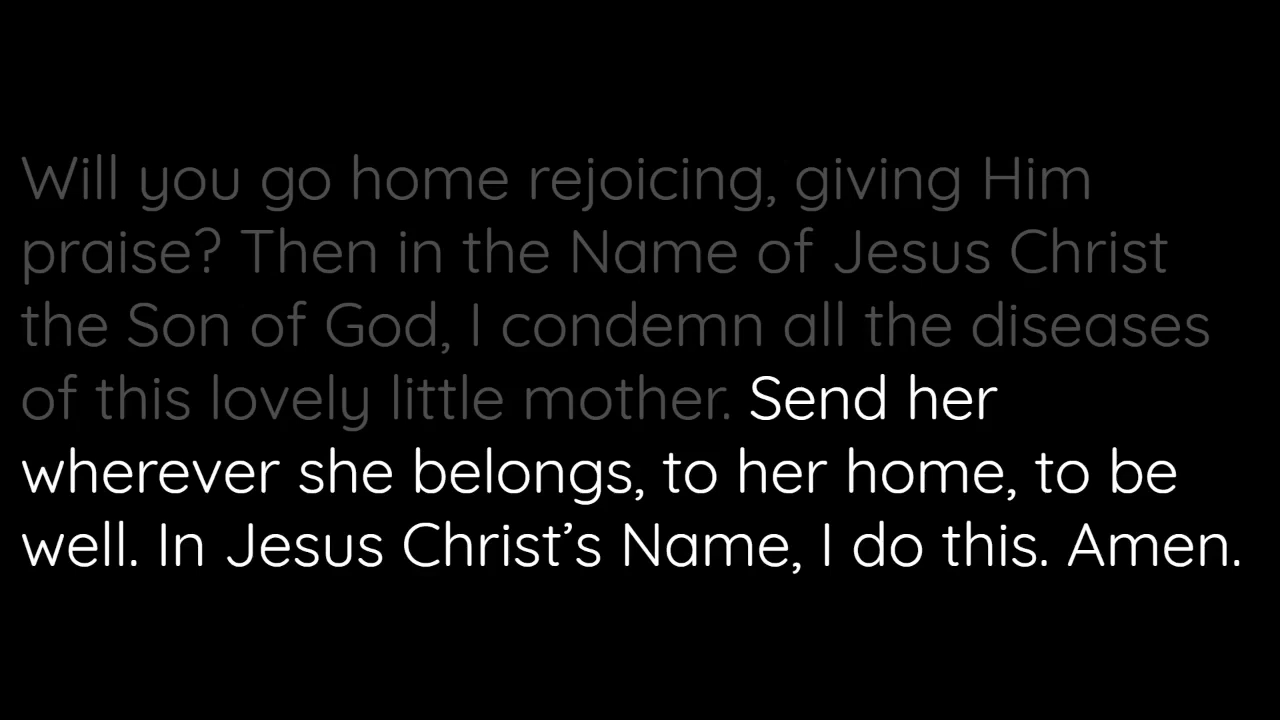 Will you go home rejoicing, giving Him
praise? Then in the Name of Jesus Christ
the Son of God, I condemn all the diseases
of this lovely little mother. Send her
wherever she belongs, to her home, to be
well. In Jesus Christ’s Name, I do this. Amen.